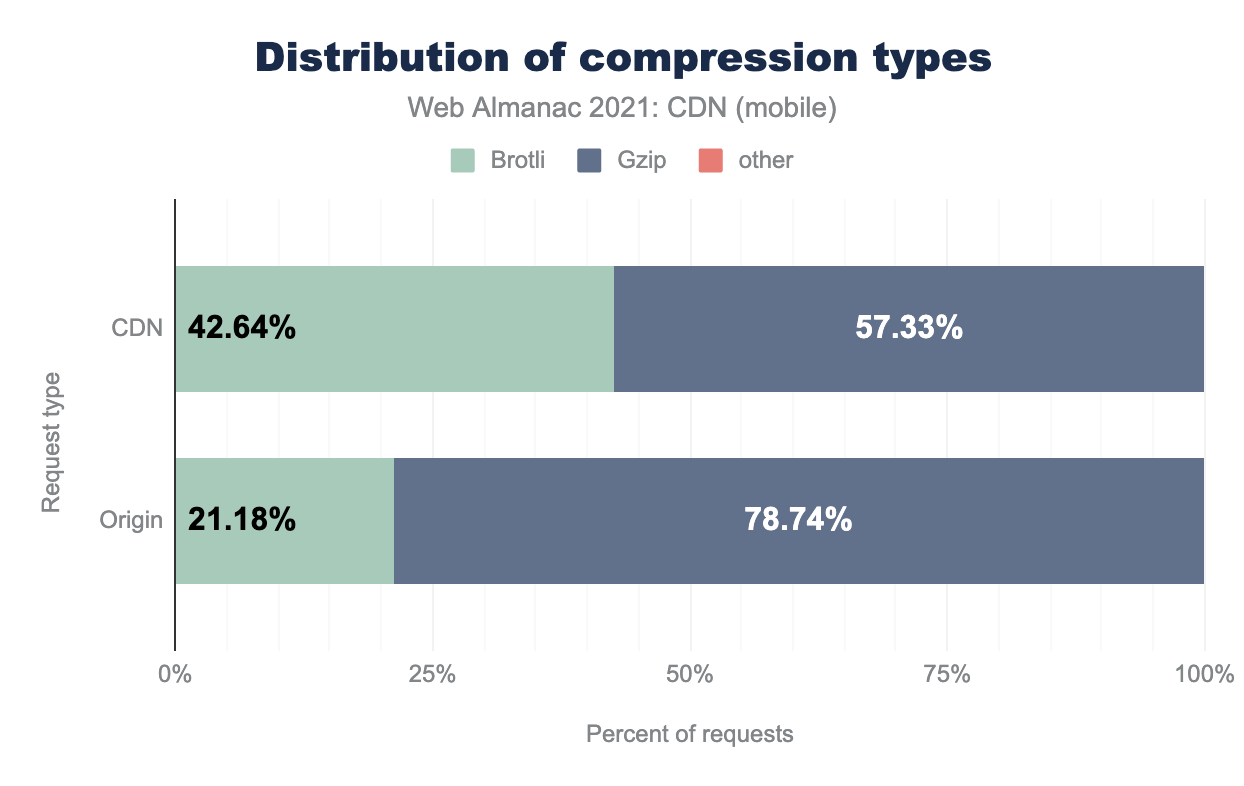 Distribution of compression types
Web Almanac 2021: CDN (mobile)
Brotli Gzip other
Request type
CDN 42.64% 57.33%
Origin 21.18% 78.74%
0% 25% 50% 75% 100%
Percent of requests